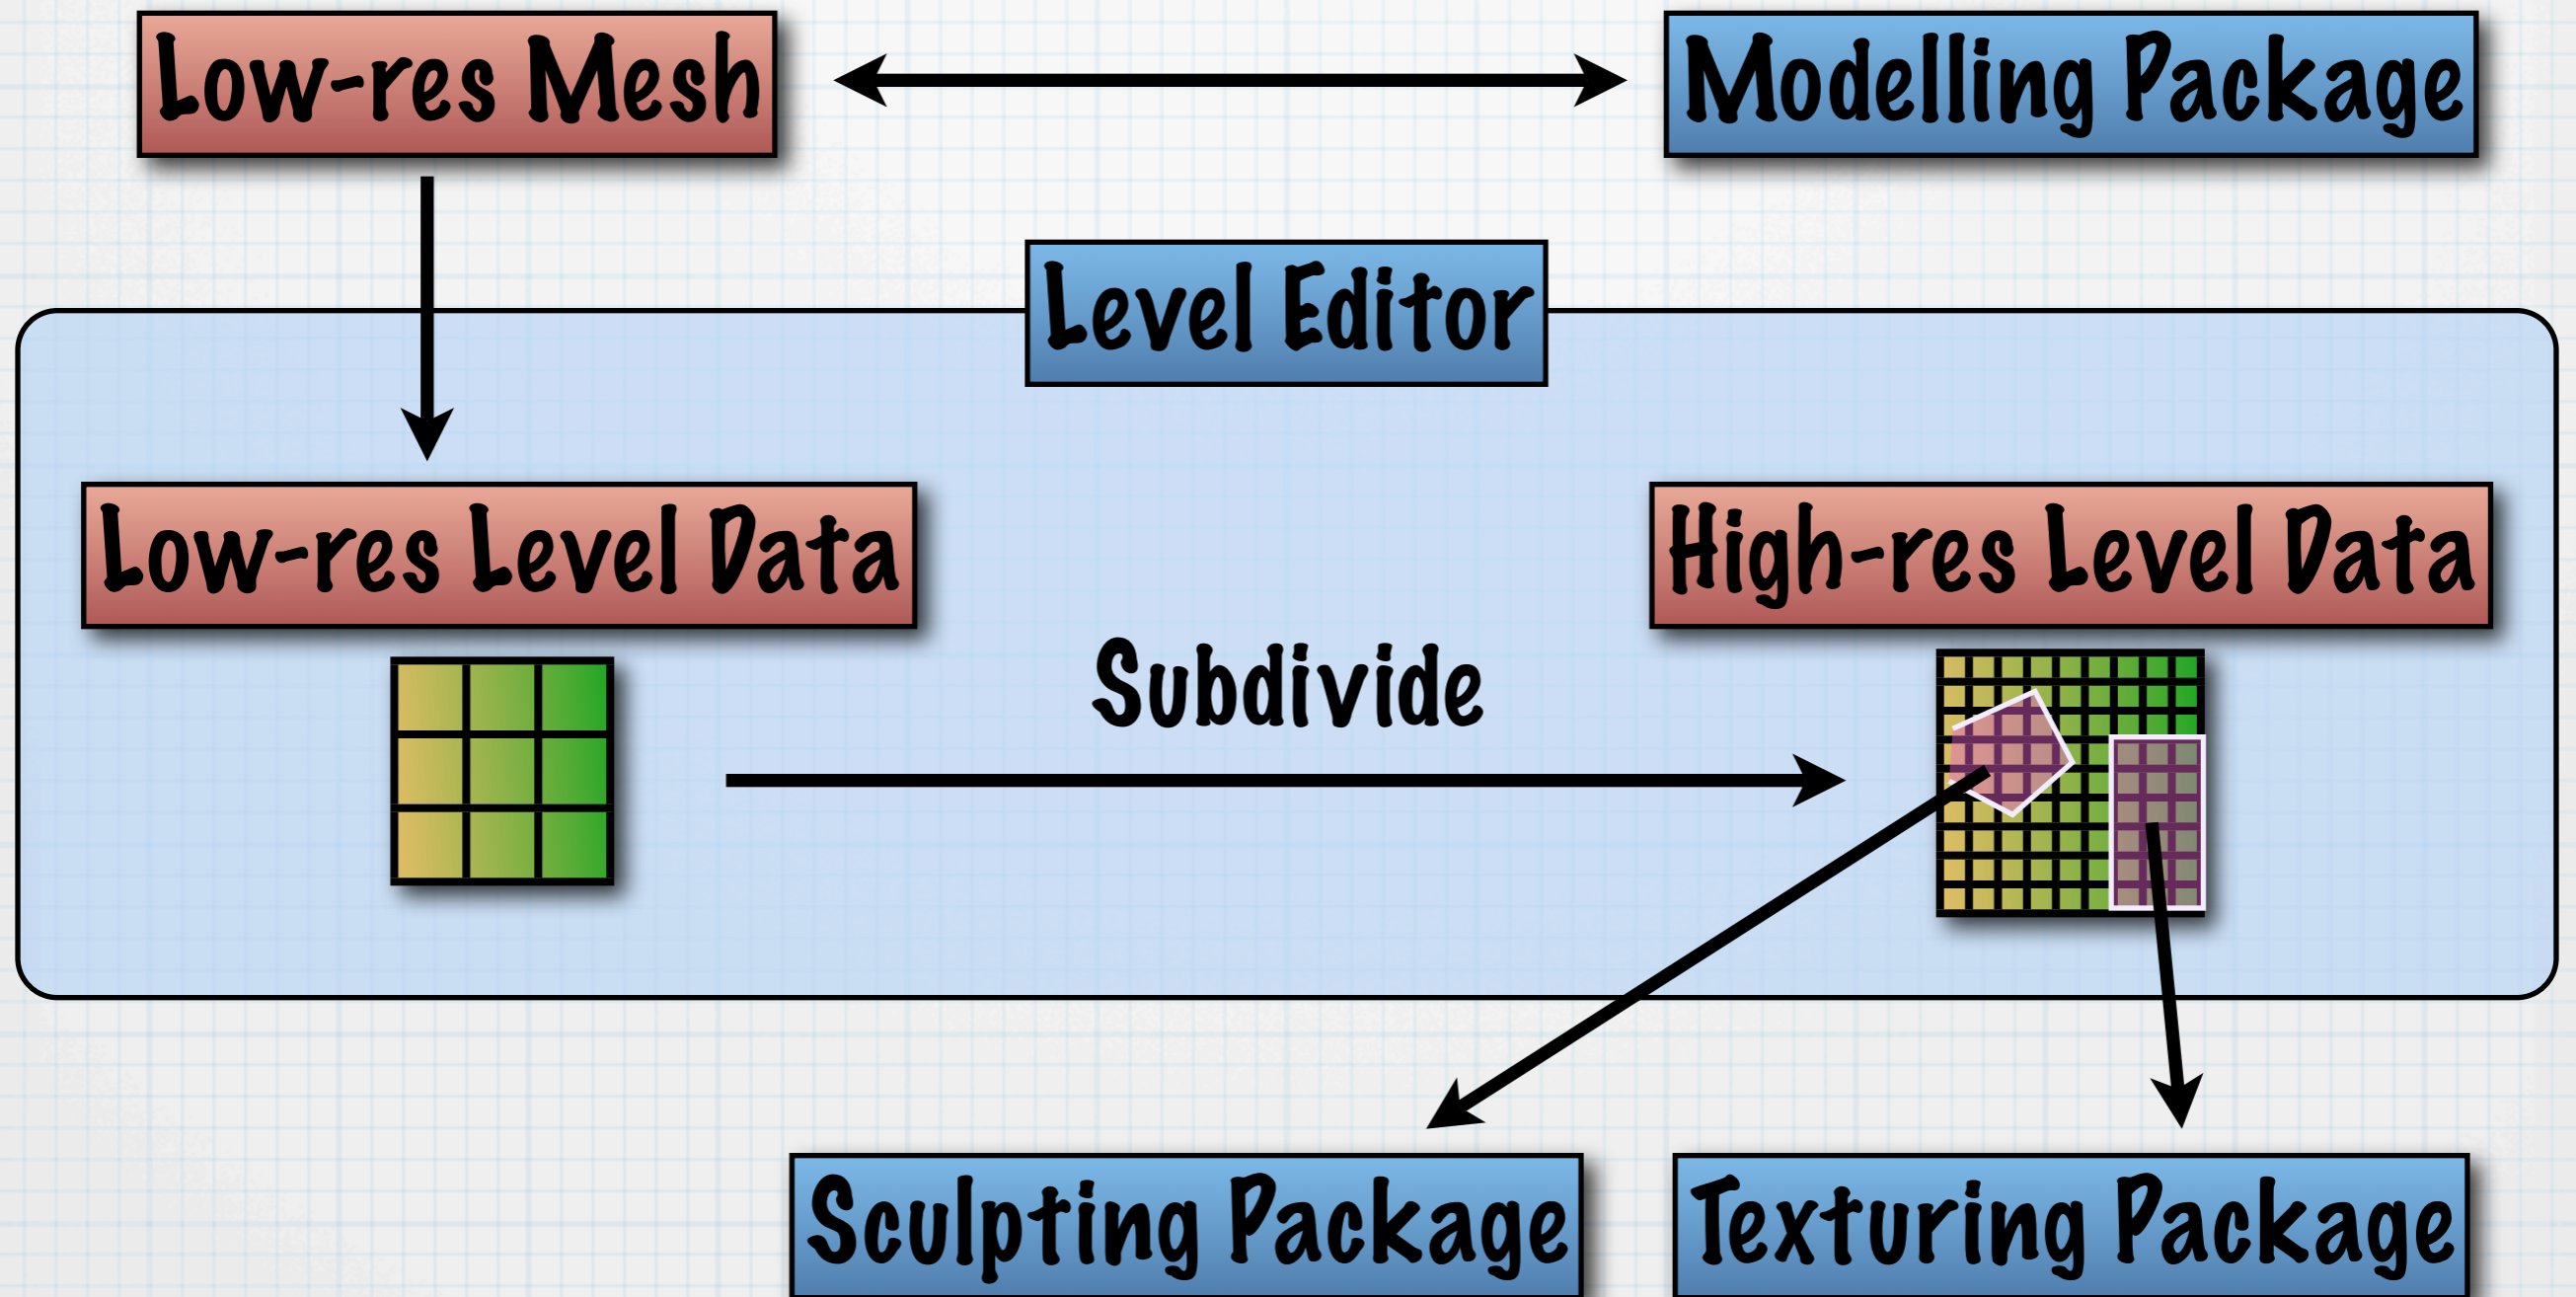 Low-res Mesh
Modelling Package
Level Editor
Low-res Level Data
High-res Level Data
Subdivide
Sculpting Package
Texturing Package